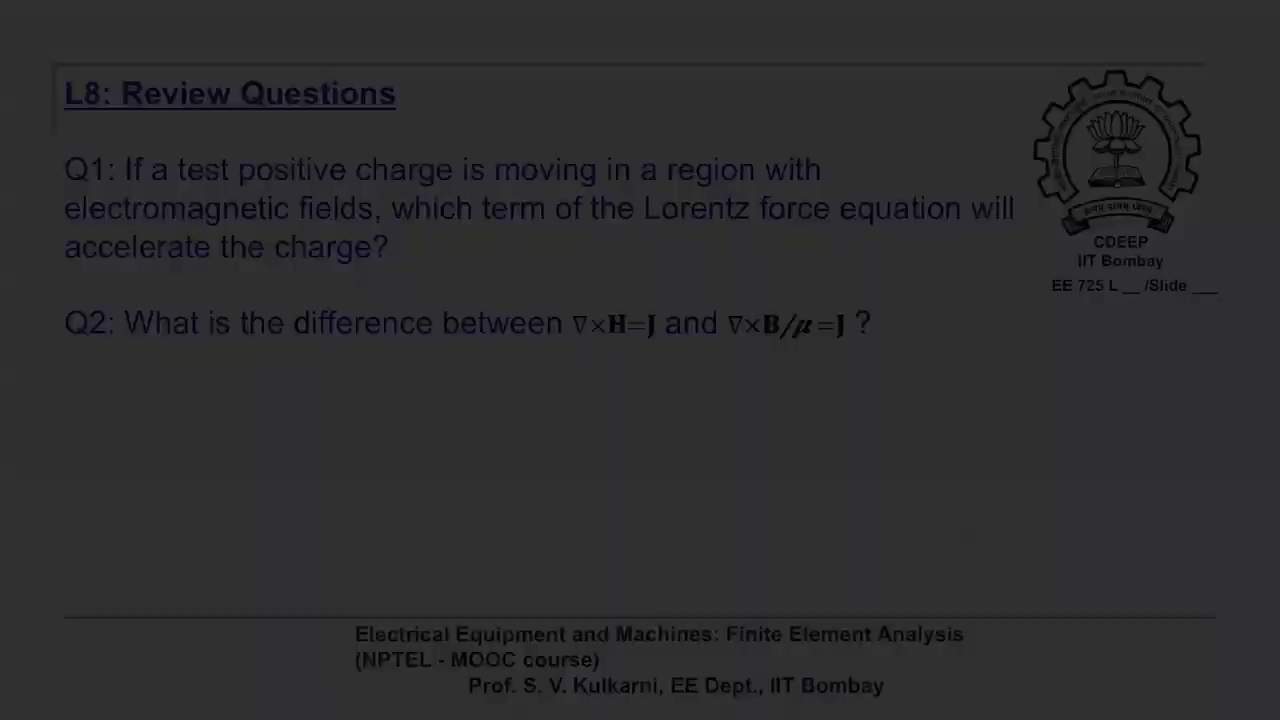 L8: Review Questions
Q1: If a test positive charge is moving in a region with
electromagnetic fields, which term of the Lorentz force equation will
accelerate the charge?
Q2: What is the difference between ∇×H=J and ∇×B/μ=J ?
CDEEP
IIT Bombay
EE 725 L __ /Slide ___
Electrical Equipment and Machines: Finite Element Analysis
(NPTEL - MOOC course)
Prof. S. V. Kulkarni, EE Dept., IIT Bombay